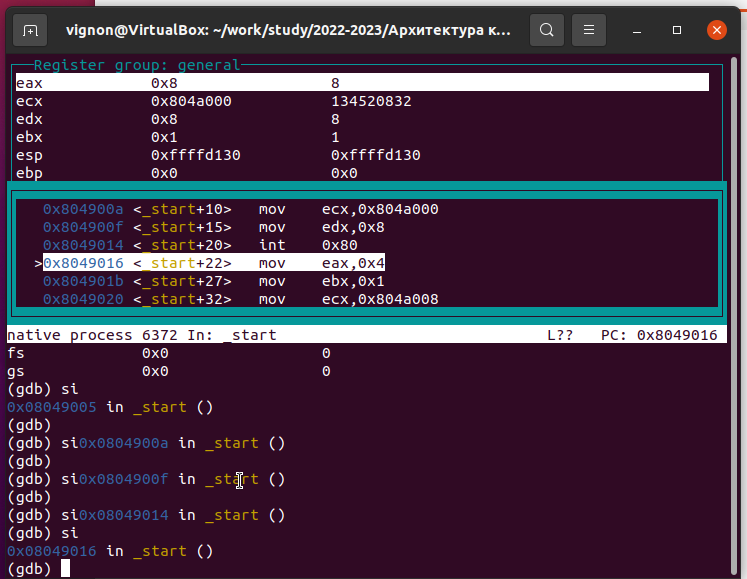 vignon@VirtualBox: ~/work/study/2022-2023/Архитектура к...
Register group: general
eax 0x8 8
ecx 0x804a000 134520832
edx 0x8 8
ebx 0x1 1
esp 0xffffd130 0xffffd130
ebp 0x0 0x0
0x804900a <_start+10> mov ecx,0x804a000
0x804900f <_start+15> mov edx,0x8
0x8049014 <_start+20> int 0x80
>0x8049016 <_start+22> mov eax,0x4
0x804901b <_start+27> mov ebx,0x1
0x8049020 <_start+32> mov ecx,0x804a008
native process 6372 In: _start L?? PC: 0x8049016
fs 0x0 0
gs 0x0 0
(gdb) si
0x08049005 in _start ()
(gdb)
(gdb) si0x0804900a in _start ()
(gdb)
(gdb) si0x0804900f in _start ()
(gdb)
(gdb) si0x08049014 in _start ()
(gdb) si
0x08049016 in _start ()
(gdb)